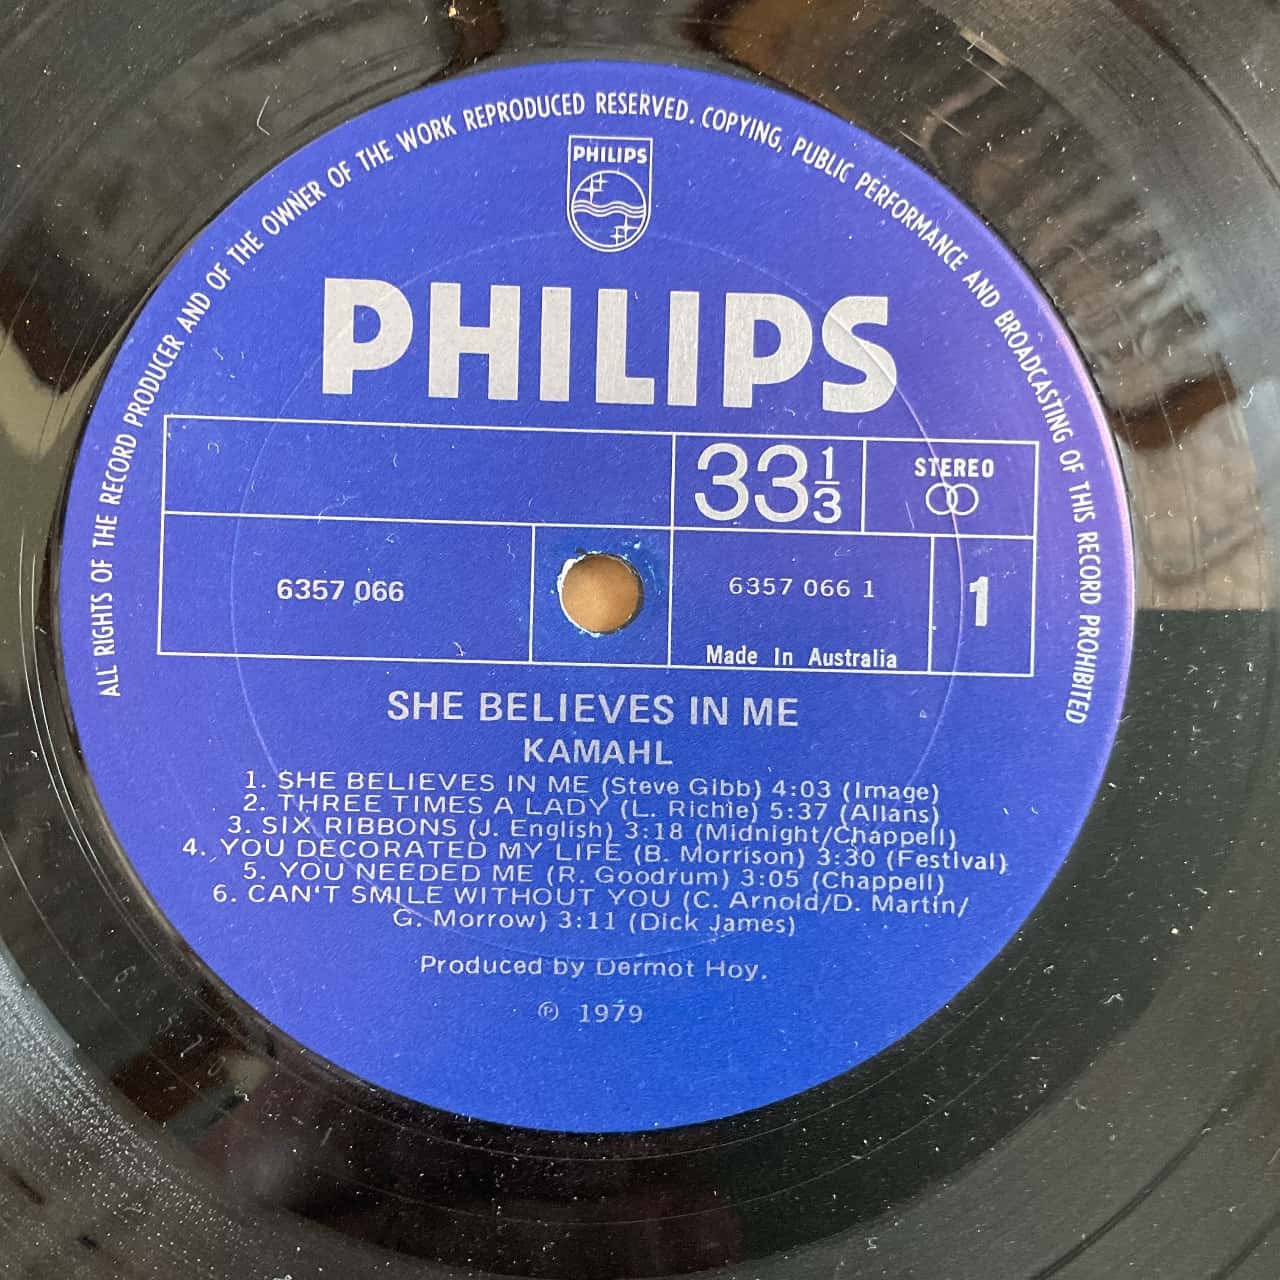 ALL RIGHTS OF THE RECORD PRODUCER AND OF THE OWNER OF THE WORK REPRODUCED RESERVED. COPYING, PUBLIC PERFORMANCE AND BROADCASTING OF THIS RECORD PROHIBITED
PHILIPS
PHILIPS
33 1/3
STEREO
6357 066
6357 066 1
1
Made In Australia
SHE BELIEVES IN ME
KAMAHL
1. SHE BELIEVES IN ME (Steve Gibb) 4:03 (Image)
2. THREE TIMES A LADY (L. Richie) 5:37 (Allans)
3. SIX RIBBONS (J. English) 3:18 (Midnight/Chappell)
4. YOU DECORATED MY LIFE (B. Morrison) 3:30 (Festival)
5. YOU NEEDED ME (R. Goodrum) 3:05 (Chappell)
6. CAN'T SMILE WITHOUT YOU (C. Arnold/D. Martin/
G. Morrow) 3:11 (Dick James)
Produced by Dermot Hoy.
℗ 1979